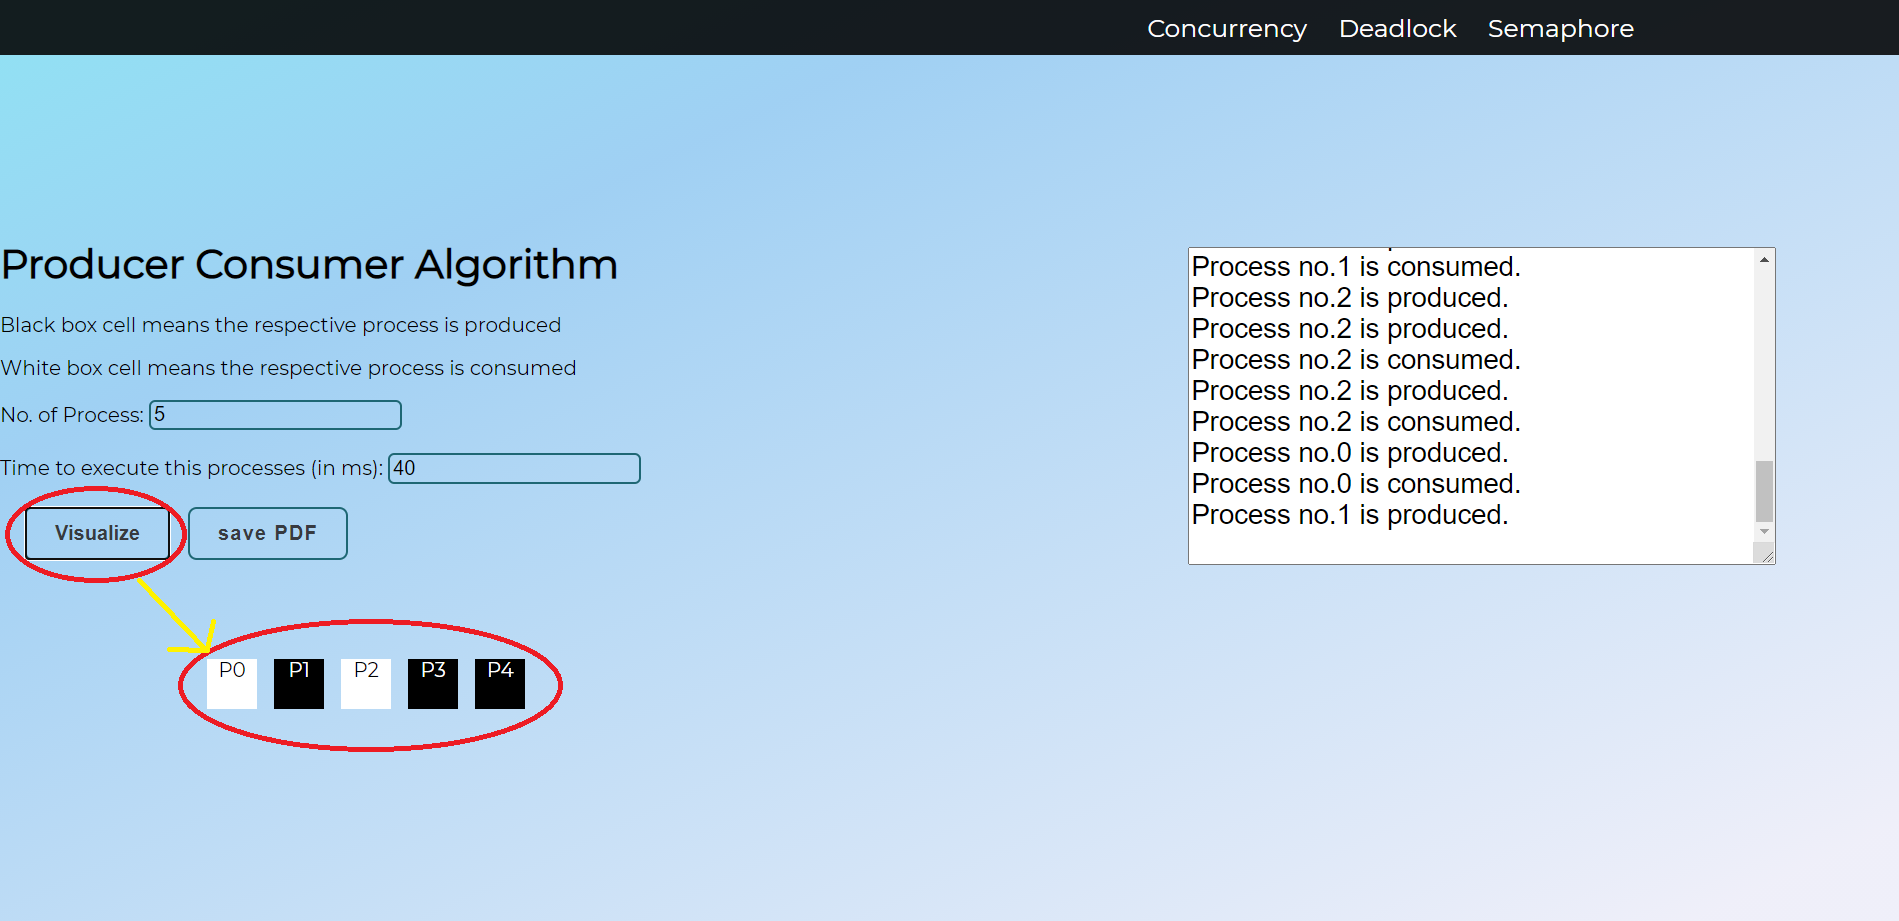 Concurrency Deadlock Semaphore
Producer Consumer Algorithm
Black box cell means the respective process is produced
White box cell means the respective process is consumed
No. of Process: 5
Time to execute this processes (in ms): 40
Visualize save PDF
P0 P1 P2 P3 P4
Process no.1 is consumed.
Process no.2 is produced.
Process no.2 is produced.
Process no.2 is consumed.
Process no.2 is produced.
Process no.2 is consumed.
Process no.0 is produced.
Process no.0 is consumed.
Process no.1 is produced.